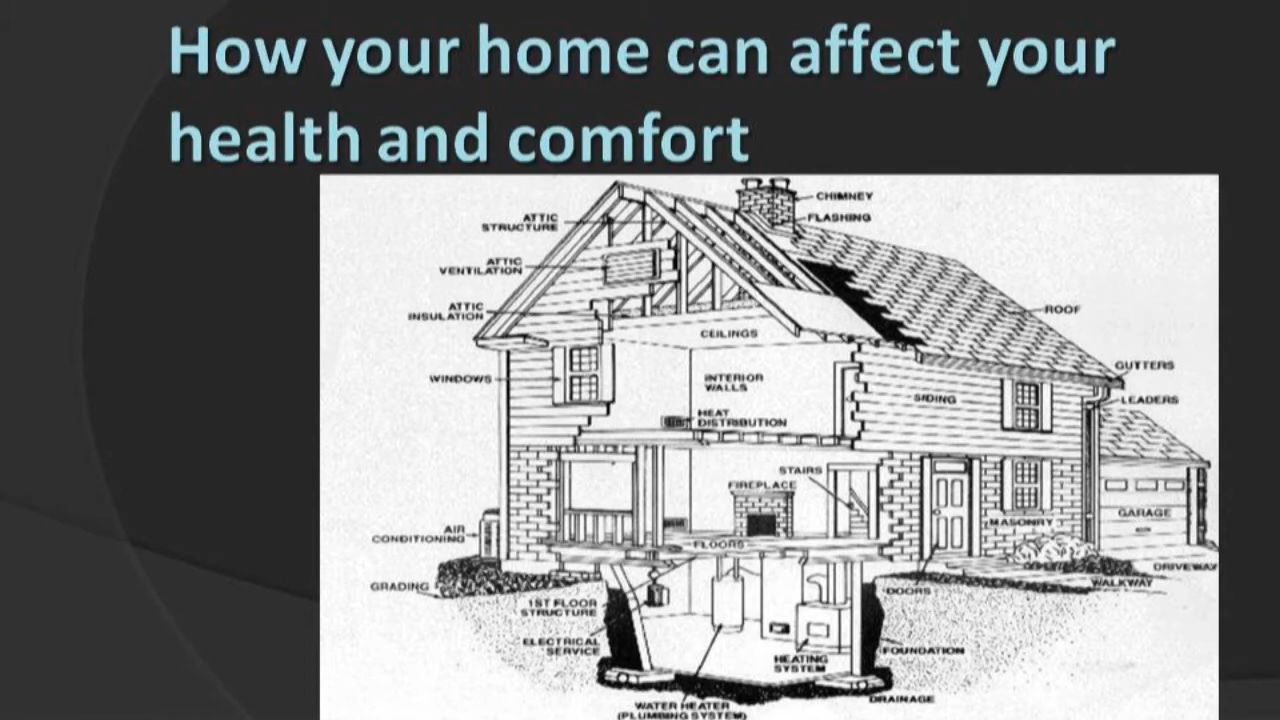 How your home can affect your
health and comfort
CHIMNEY
FLASHING
ATTIC
STRUCTURE
ATTIC
VENTILATION
ATTIC
INSULATION
CEILINGS
ROOF
WINDOWS
INTERIOR
WALLS
GUTTERS
SIDING
LEADERS
HEAT
DISTRIBUTION
STAIRS
FIREPLACE
GARAGE
MASONRY
AIR
CONDITIONING
FLOORS
DRIVEWAY
GRADING
WALKWAY
DOORS
1ST FLOOR
STRUCTURE
ELECTRICAL
SERVICE
FOUNDATION
HEATING
SYSTEM
DRAINAGE
WATER HEATER
(PLUMBING SYSTEM)